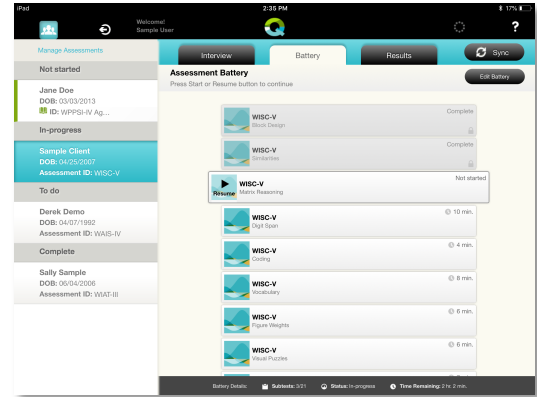 iPad
2:35 PM
17%
Welcome!
Sample User
?
Manage Assessments
Interview
Battery
Results
Sync
Not started
Assessment Battery
Press Start or Resume button to continue
Edit Battery
Jane Doe
DOB: 03/03/2013
ID: WPPSI-IV Ag...
In-progress
Sample Client
DOB: 04/25/2007
Assessment ID: WISC-V
To do
Derek Demo
DOB: 04/07/1992
Assessment ID: WAIS-IV
Complete
Sally Sample
DOB: 06/04/2006
Assessment ID: WIAT-III
WISC-V
Block Design
Complete
WISC-V
Similarities
Complete
Resume
WISC-V
Matrix Reasoning
Not started
WISC-V
Digit Span
10 min.
WISC-V
Coding
4 min.
WISC-V
Vocabulary
8 min.
WISC-V
Figure Weights
6 min.
WISC-V
Visual Puzzles
6 min.
Battery Details:
Subtests: 3/21
Status: In-progress
Time Remaining: 2 hr. 2 min.